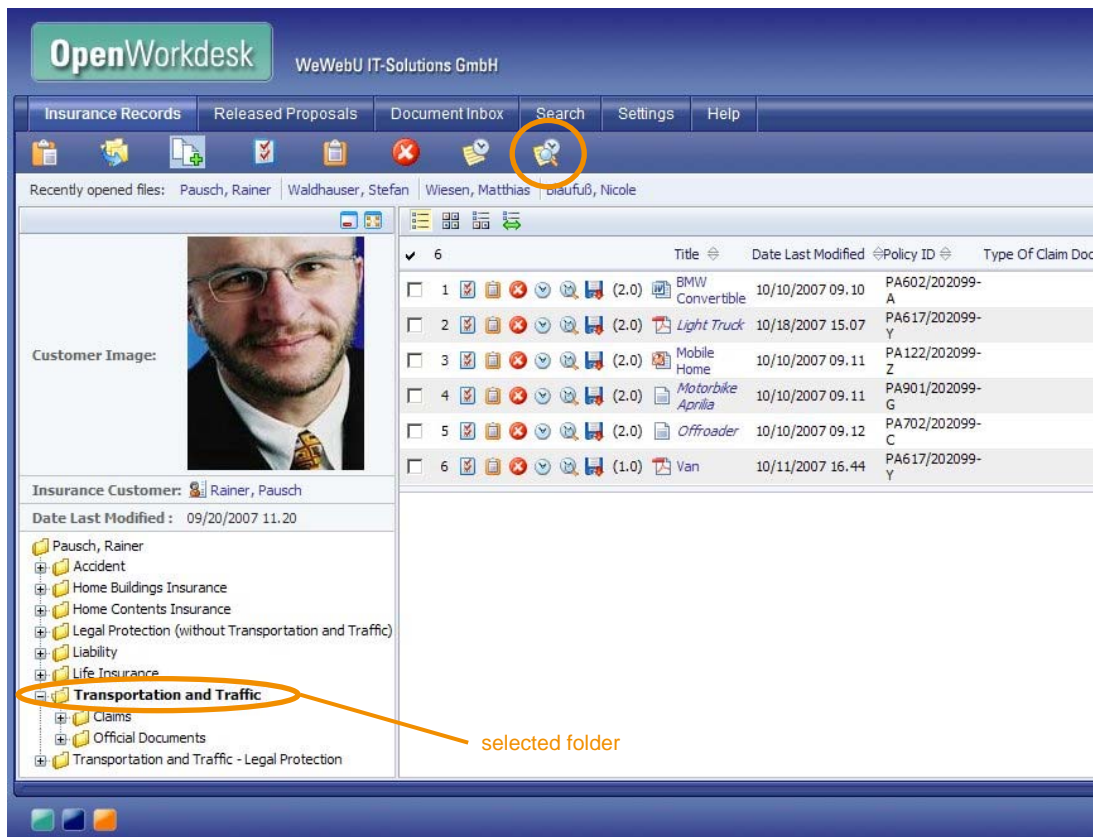 OpenWorkdesk WeWebU IT-Solutions GmbH
Insurance Records Released Proposals Document Inbox Search Settings Help
Recently opened files: Pausch, Rainer Waldhauser, Stefan Wiesen, Matthias Blaufuß, Nicole
6 Title Date Last Modified Policy ID Type Of Claim Doc
1 (2.0) BMW Convertible 10/10/2007 09.10 PA602/202099-A
2 (2.0) Light Truck 10/18/2007 15.07 PA617/202099-Y
3 (2.0) Mobile Home 10/10/2007 09.11 PA122/202099-Z
4 (2.0) Motorbike Aprilia 10/10/2007 09.11 PA901/202099-G
5 (2.0) Offroader 10/10/2007 09.12 PA702/202099-C
6 (1.0) Van 10/11/2007 16.44 PA617/202099-Y
Customer Image:
Insurance Customer: Rainer, Pausch
Date Last Modified : 09/20/2007 11.20
Pausch, Rainer
Accident
Home Buildings Insurance
Home Contents Insurance
Legal Protection (without Transportation and Traffic)
Liability
Life Insurance
Transportation and Traffic
Claims
Official Documents
Transportation and Traffic - Legal Protection
selected folder